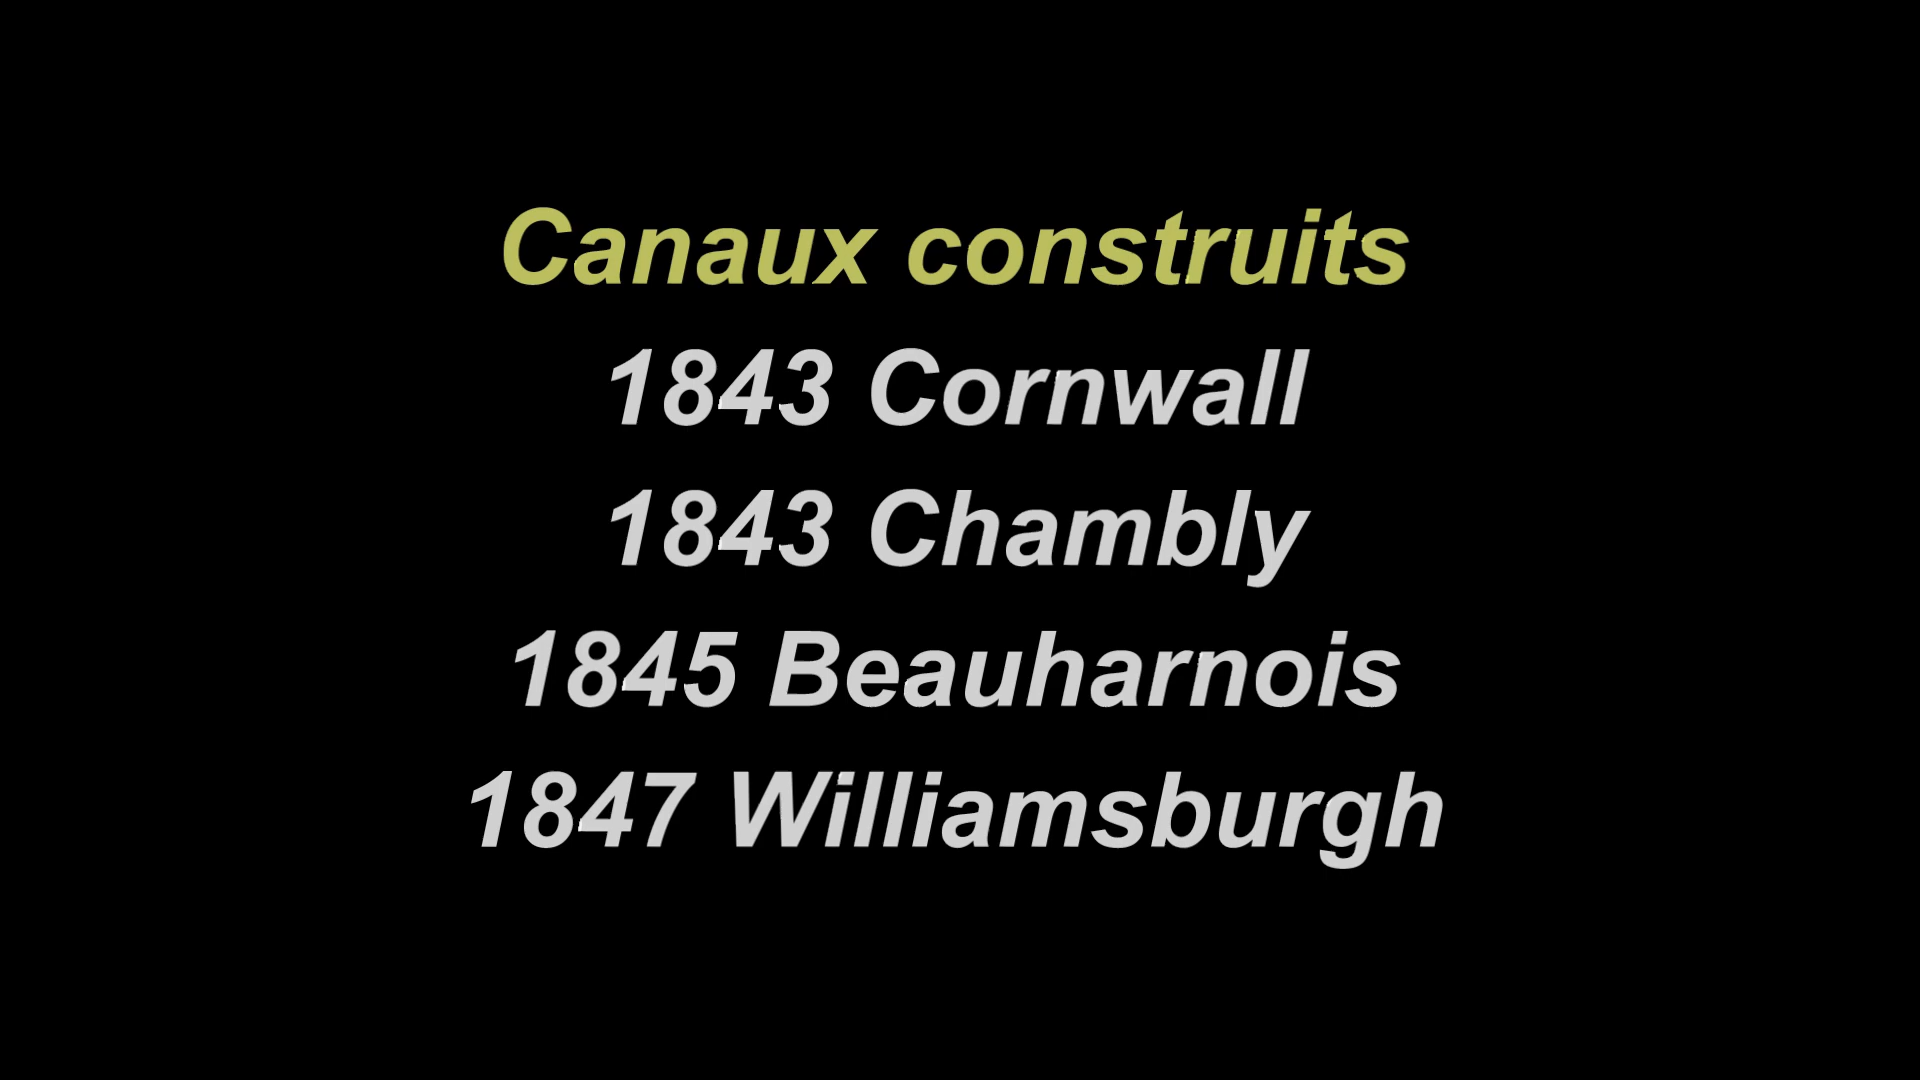 Canaux construits
1843 Cornwall
1843 Chambly
1845 Beauharnois
1847 Williamsburgh